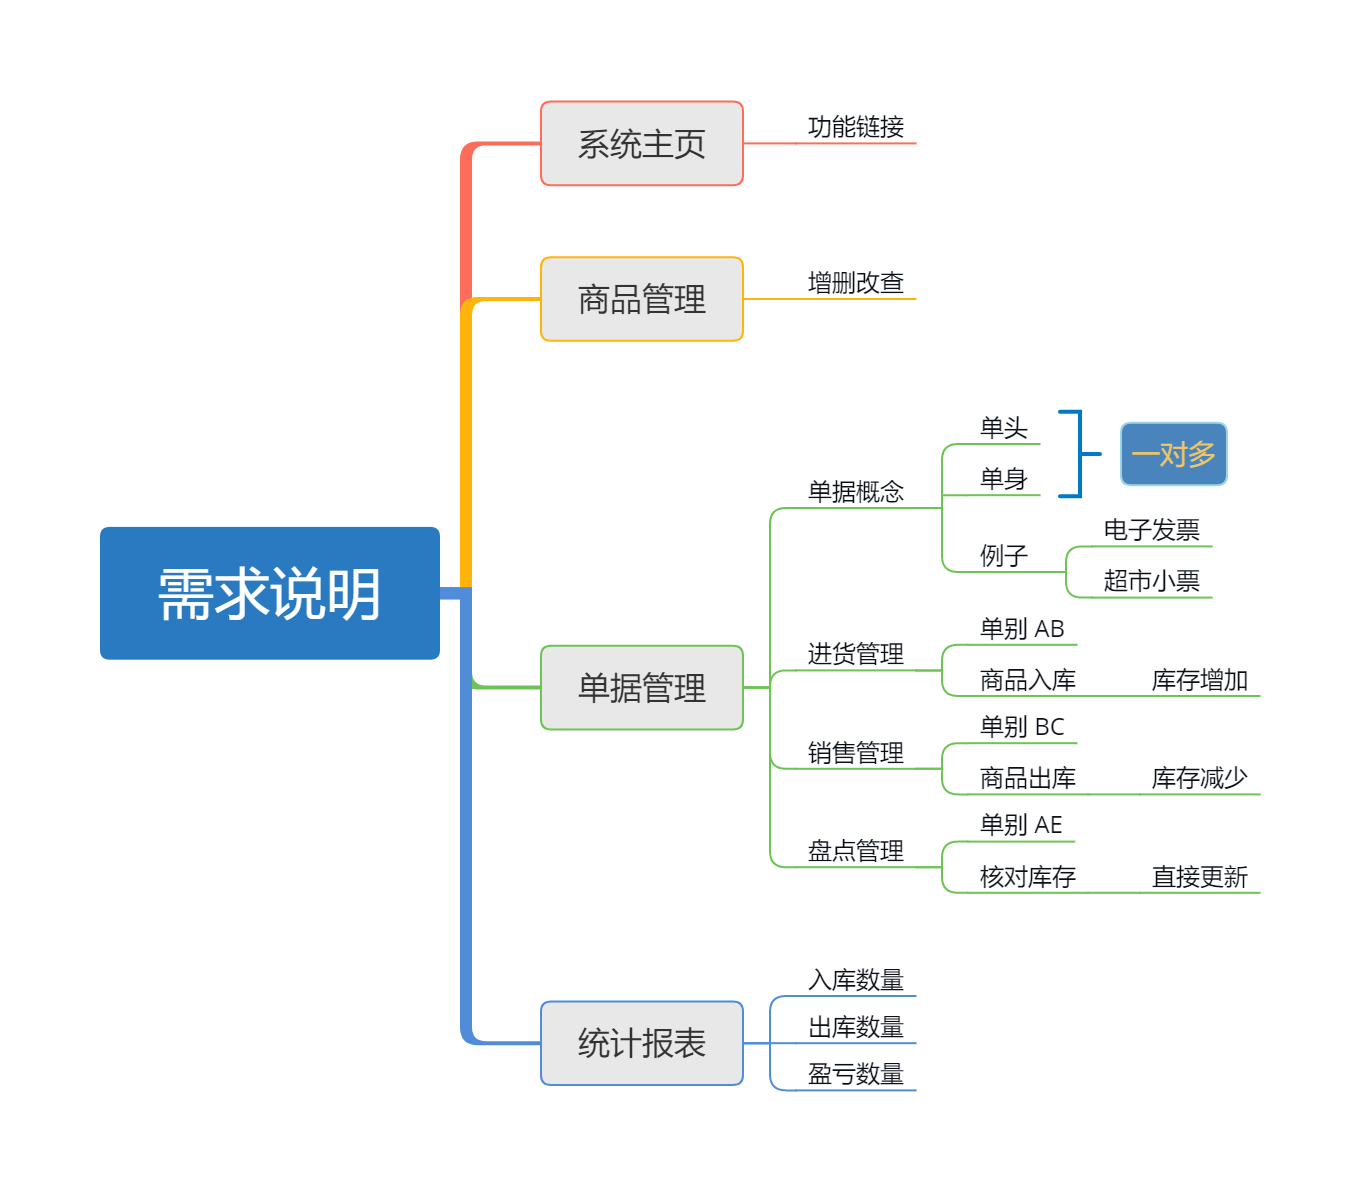 需求说明
系统主页
功能链接
商品管理
增删改查
单据管理
单据概念
单头
单身
一对多
例子
电子发票
超市小票
进货管理
单别 AB
商品入库
库存增加
销售管理
单别 BC
商品出库
库存减少
盘点管理
单别 AE
核对库存
直接更新
统计报表
入库数量
出库数量
盈亏数量